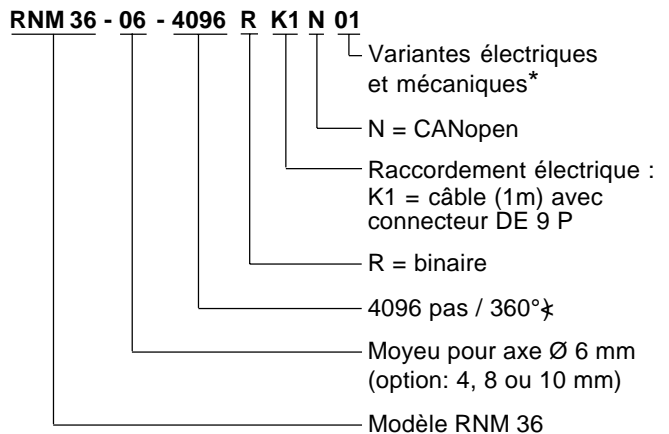 RNM 36 - 06 - 4096 R K1 N 01
Variantes électriques
et mécaniques*
N = CANopen
Raccordement électrique :
K1 = câble (1m) avec
connecteur DE 9 P
R = binaire
4096 pas / 360°∢
Moyeu pour axe Ø 6 mm
(option: 4, 8 ou 10 mm)
Modèle RNM 36